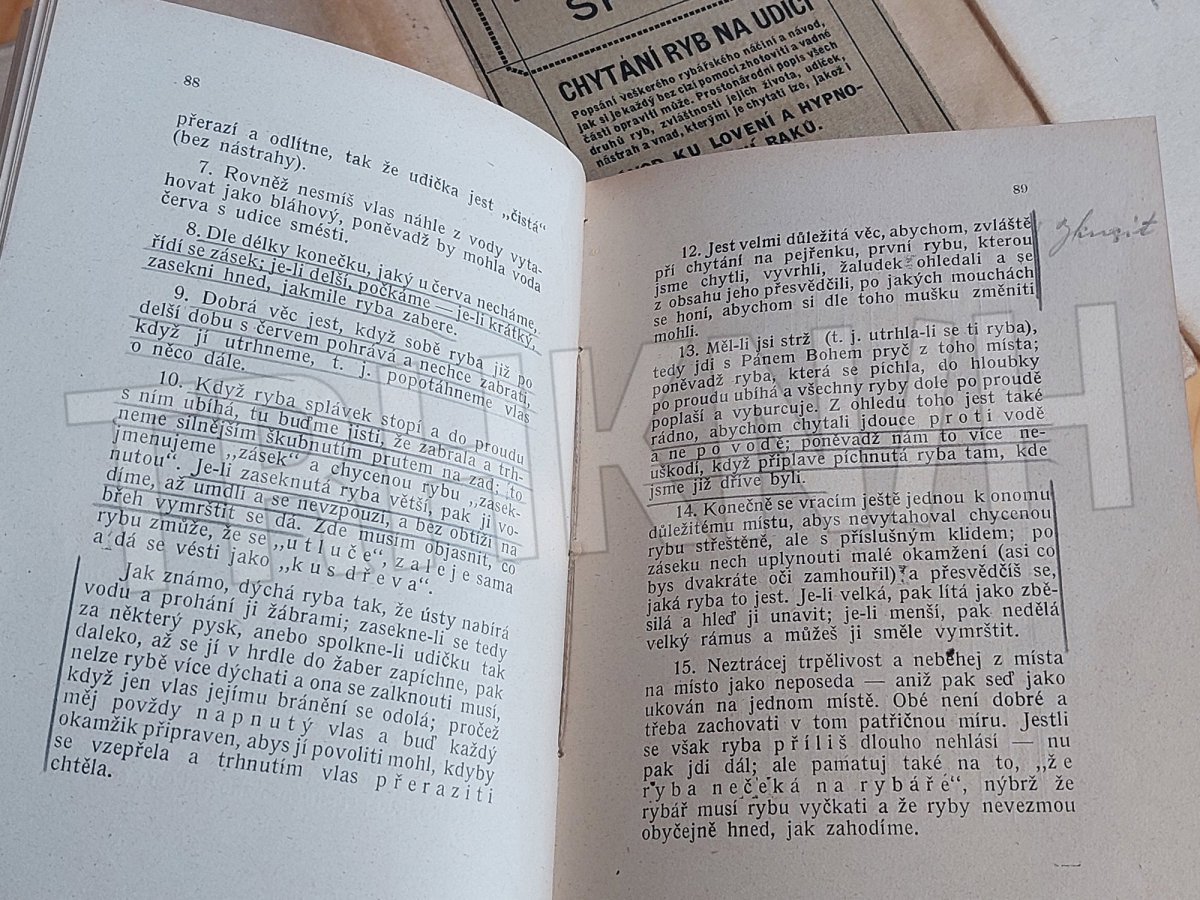 CHYTÁNÍ RYB NA UDICI
Popsání veškerého rybářského náčiní a návod,
jak si je každý bez cizí pomoci zhotoviti a vadné
části opraviti může. Prostonárodní popis všech
druhů ryb, zvláštnosti jejich života, udiček,
nástrah a vnad, kterými je chytati lze, jakož i
KU LOVENÍ A HYPNO-
RAKŮ.
88
přerazí a odlítne, tak že udička jest „čistá“
(bez nástrahy).
7. Rovněž nesmíš vlas náhle z vody vyta-
hovat jako bláhový, poněvadž by mohla voda
červa s udice smésti.
8. Dle délky konečku, jaký u červa necháme,
řídí se zásek; je-li delší, počkáme — je-li krátký,
zasekni hned, jakmile ryba zabere.
9. Dobrá věc jest, když sobě ryba již po
delší dobu s červem pohrává a nechce zabrati,
když jí utrhneme, t. j. popotáhneme vlas
o něco dále.
10. Když ryba splávek stopí a do proudu
s ním ubíhá, tu buďme jisti, že zabrala a trh-
neme silnějším škubnutím prutem na zad; to
jmenujeme „zásek“ a chycenou rybu „zásek-
nutou“. Je-li zaseknutá ryba větší, pak ji vo-
díme, až umdlí a se nevzpouzí, a bez obtíží na
břeh vymrštit se dá. Zde musím objasnit, co
rybu zmůže, že se „utluče“, zaleje sama
a dá se vésti jako „kus dřeva“.
Jak známo, dýchá ryba tak, že ústy nabírá
vodu a prohání ji žábrami; zasekne-li se tedy
za některý pysk, anebo spolkne-li udičku tak
daleko, až se jí v hrdle do žaber zapíchne, pak
nelze rybě více dýchati a ona se zalknouti musí,
když jen vlas jejímu bránění se odolá; pročež
měj povždy napnutý vlas a buď každý
okamžik připraven, abys jí povoliti mohl, kdyby
se vzepřela a trhnutím vlas přeraziti
chtěla.
89
12. Jest velmi důležitá věc, abychom, zvláště
při chytání na pejřenku, první rybu, kterou
jsme chytli, vyvrhli, žaludek ohledali a se
z obsahu jeho přesvědčili, po jakých mouchách
se honí, abychom si dle toho mušku změniti
mohli.
13. Měl-li jsi strž (t. j. utrhla-li se ti ryba),
tedy jdi s Pánem Bohem pryč z toho místa;
poněvadž ryba, která se píchla, do hloubky
po proudu ubíhá a všechny ryby dole po proudě
poplaší a vyburcuje. Z ohledu toho jest také
rádno, abychom chytali jdouce proti vodě
a ne po vodě; poněvadž nám to více ne-
uškodí, když připlave píchnutá ryba tam, kde
jsme již dříve byli.
14. Konečně se vracím ještě jednou k onomu
důležitému místu, abys nevytahoval chycenou
rybu střeštěně, ale s příslušným klidem; po
záseku nech uplynouti malé okamžení (asi co
bys dvakráte oči zamhouřil) a přesvědčíš se,
jaká ryba to jest. Je-li velká, pak lítá jako zbě-
silá a hleď ji unavit; je-li menší, pak nedělá
velký rámus a můžeš ji směle vymrštit.
15. Neztrácej trpělivost a neběhej z místa
na místo jako neposeda — aniž pak seď jako
ukován na jednom místě. Obé není dobré a
třeba zachovati v tom patřičnou míru. Jestli
se však ryba příliš dlouho nehlásí — nu
pak jdi dál; ale pamatuj také na to, „že
ryba nečeká na rybáře“, nýbrž že
rybář musí rybu vyčkati a že ryby nevezmou
obyčejně hned, jak zahodíme.
TRHKNIH